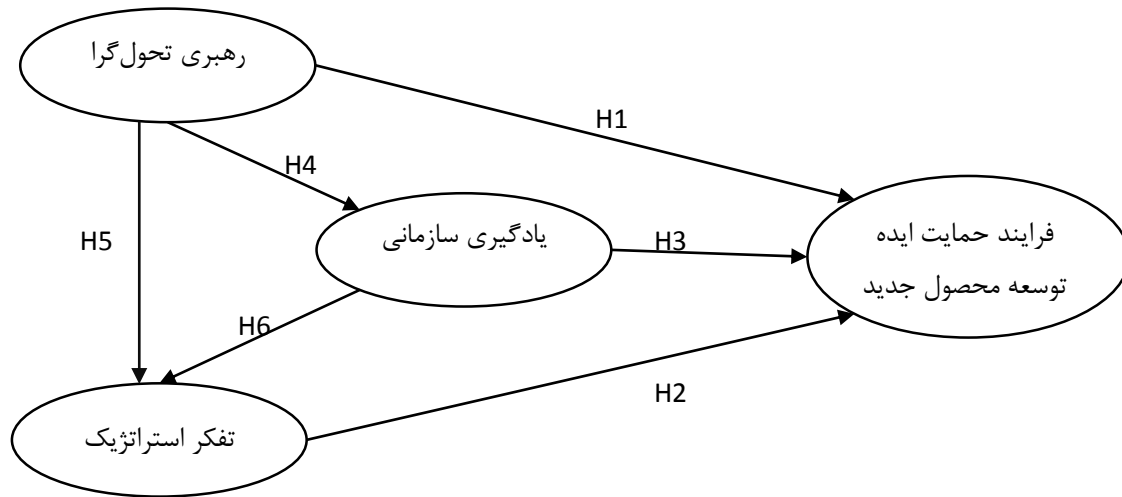 رهبری تحول‌گرا
H1
H4
یادگیری سازمانی
فرایند حمایت ایده
توسعه محصول جدید
H5
H3
H6
H2
تفکر استراتژیک